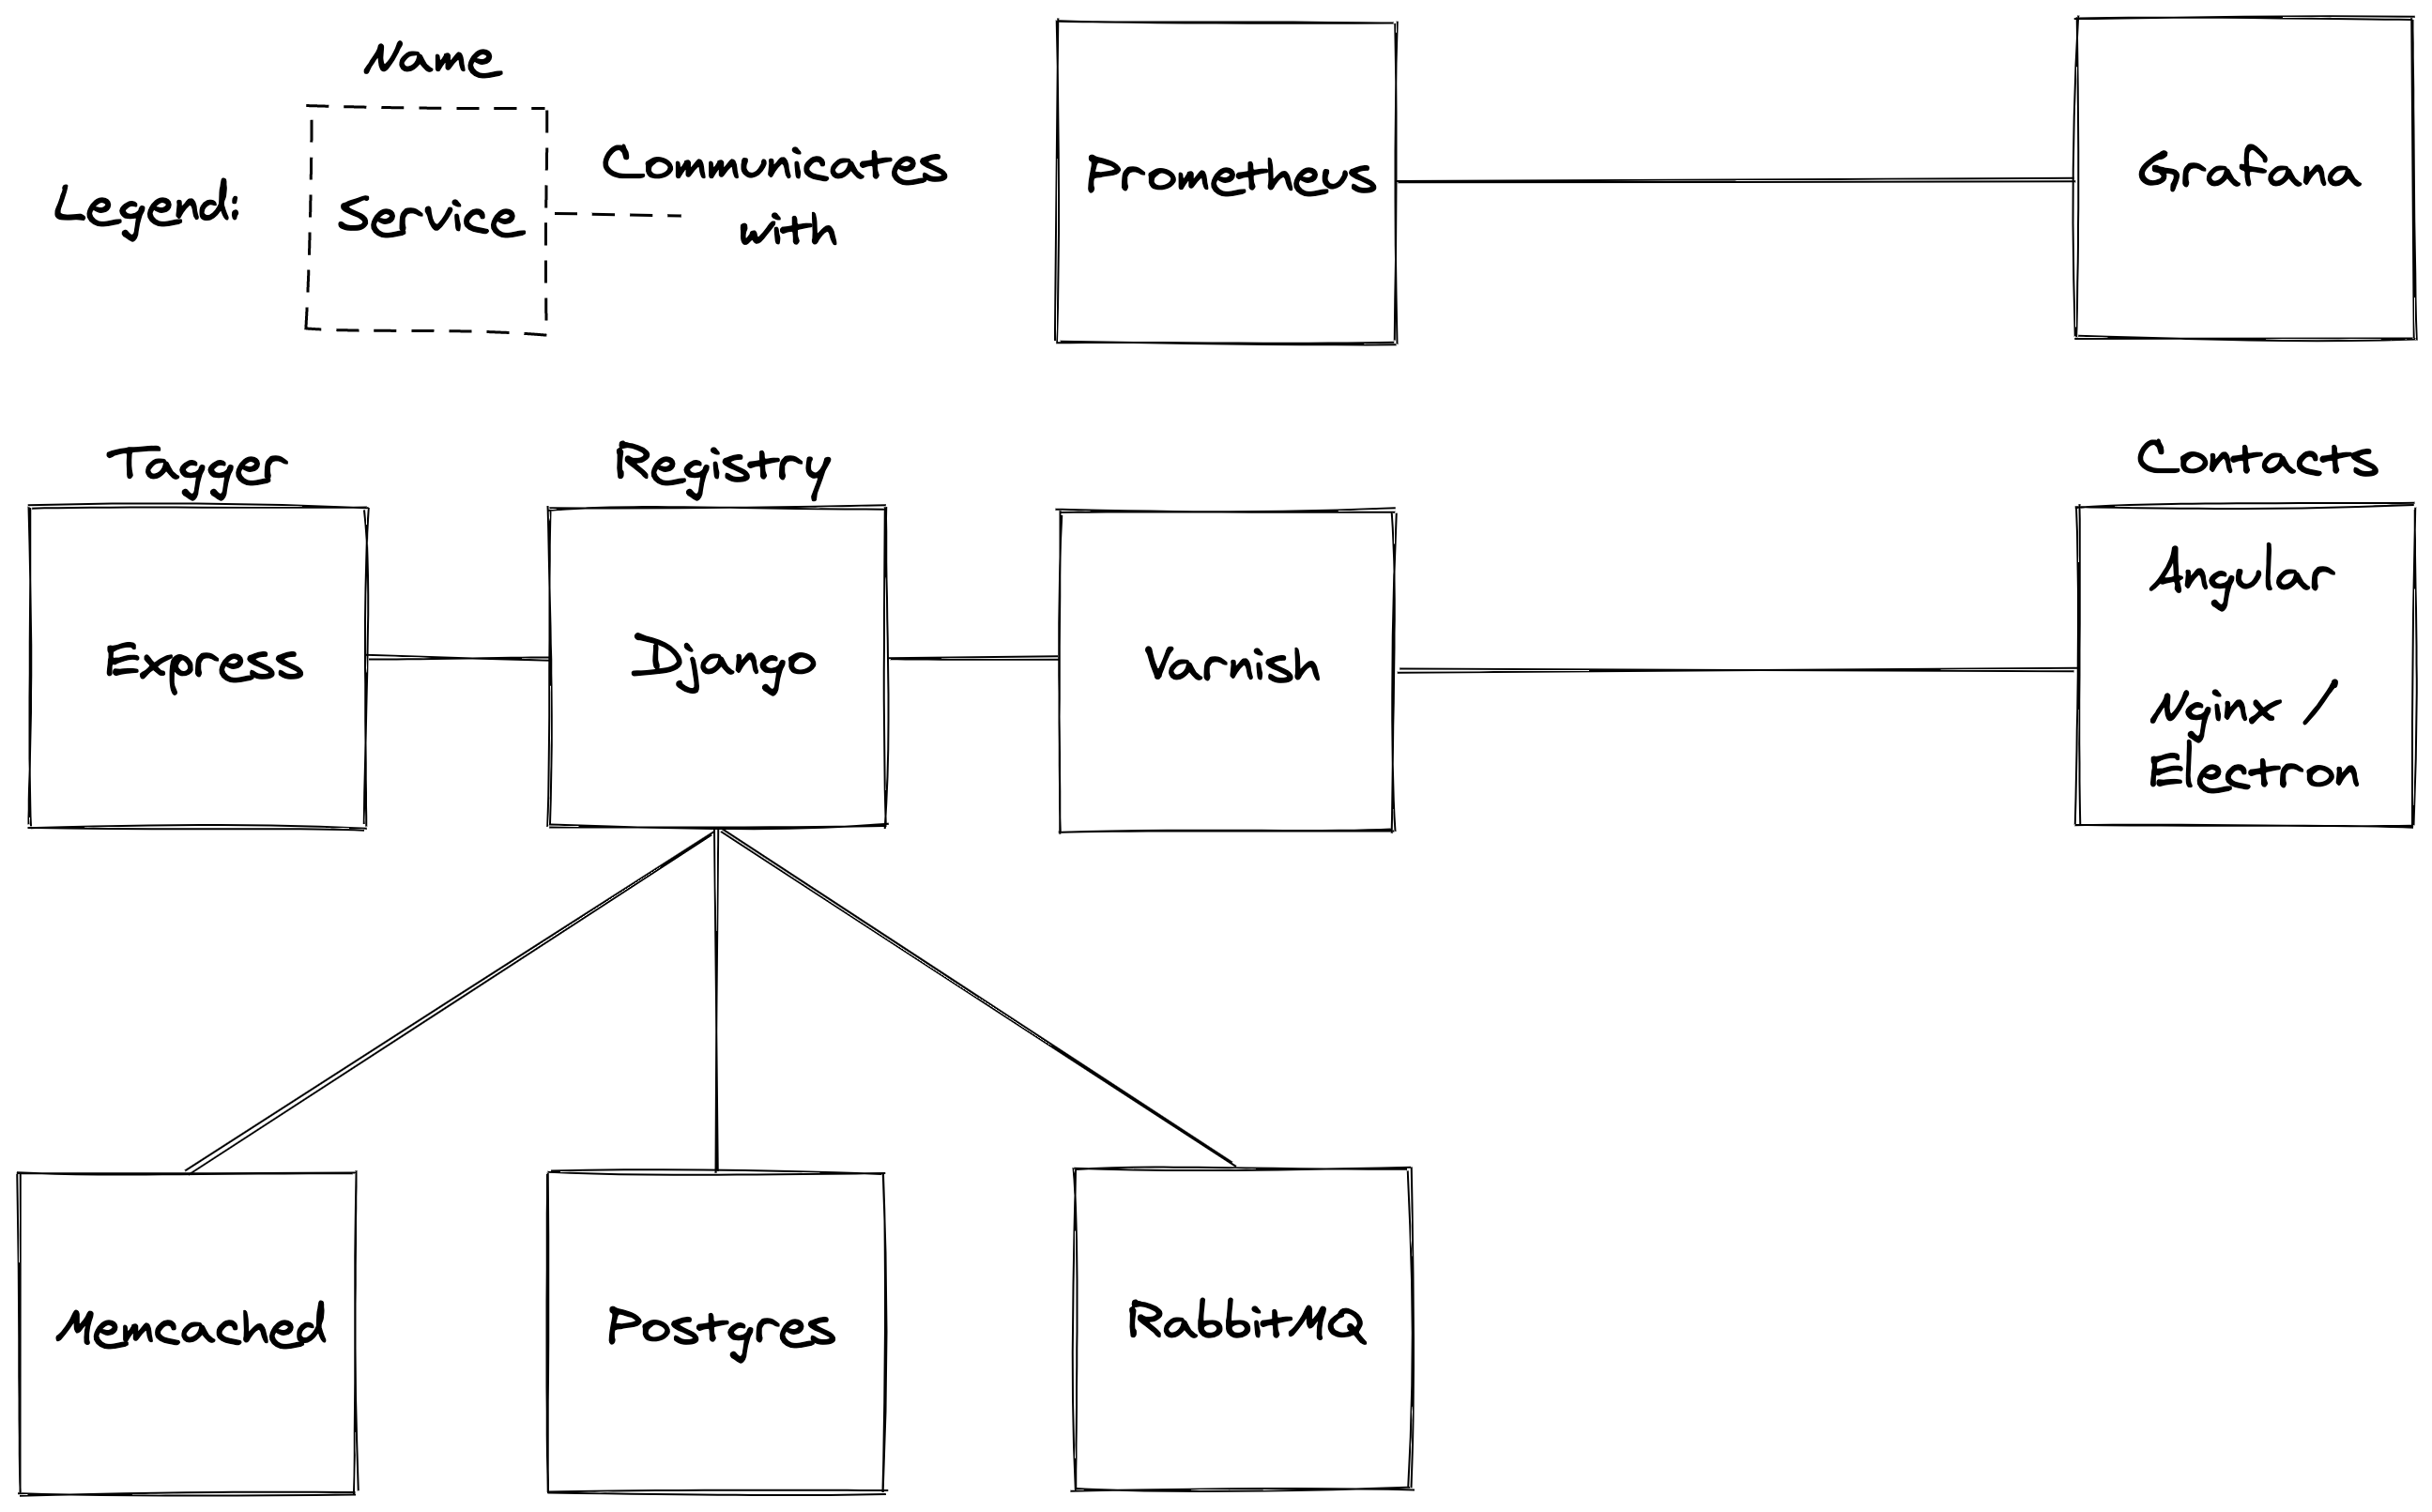 Name
Legend:
Service
Communicates
with
Prometheus
Grafana
Tagger
Express
Registry
Django
Varnish
Contacts
Angular
Nginx /
Electron
Memcached
Postgres
RabbitMQ